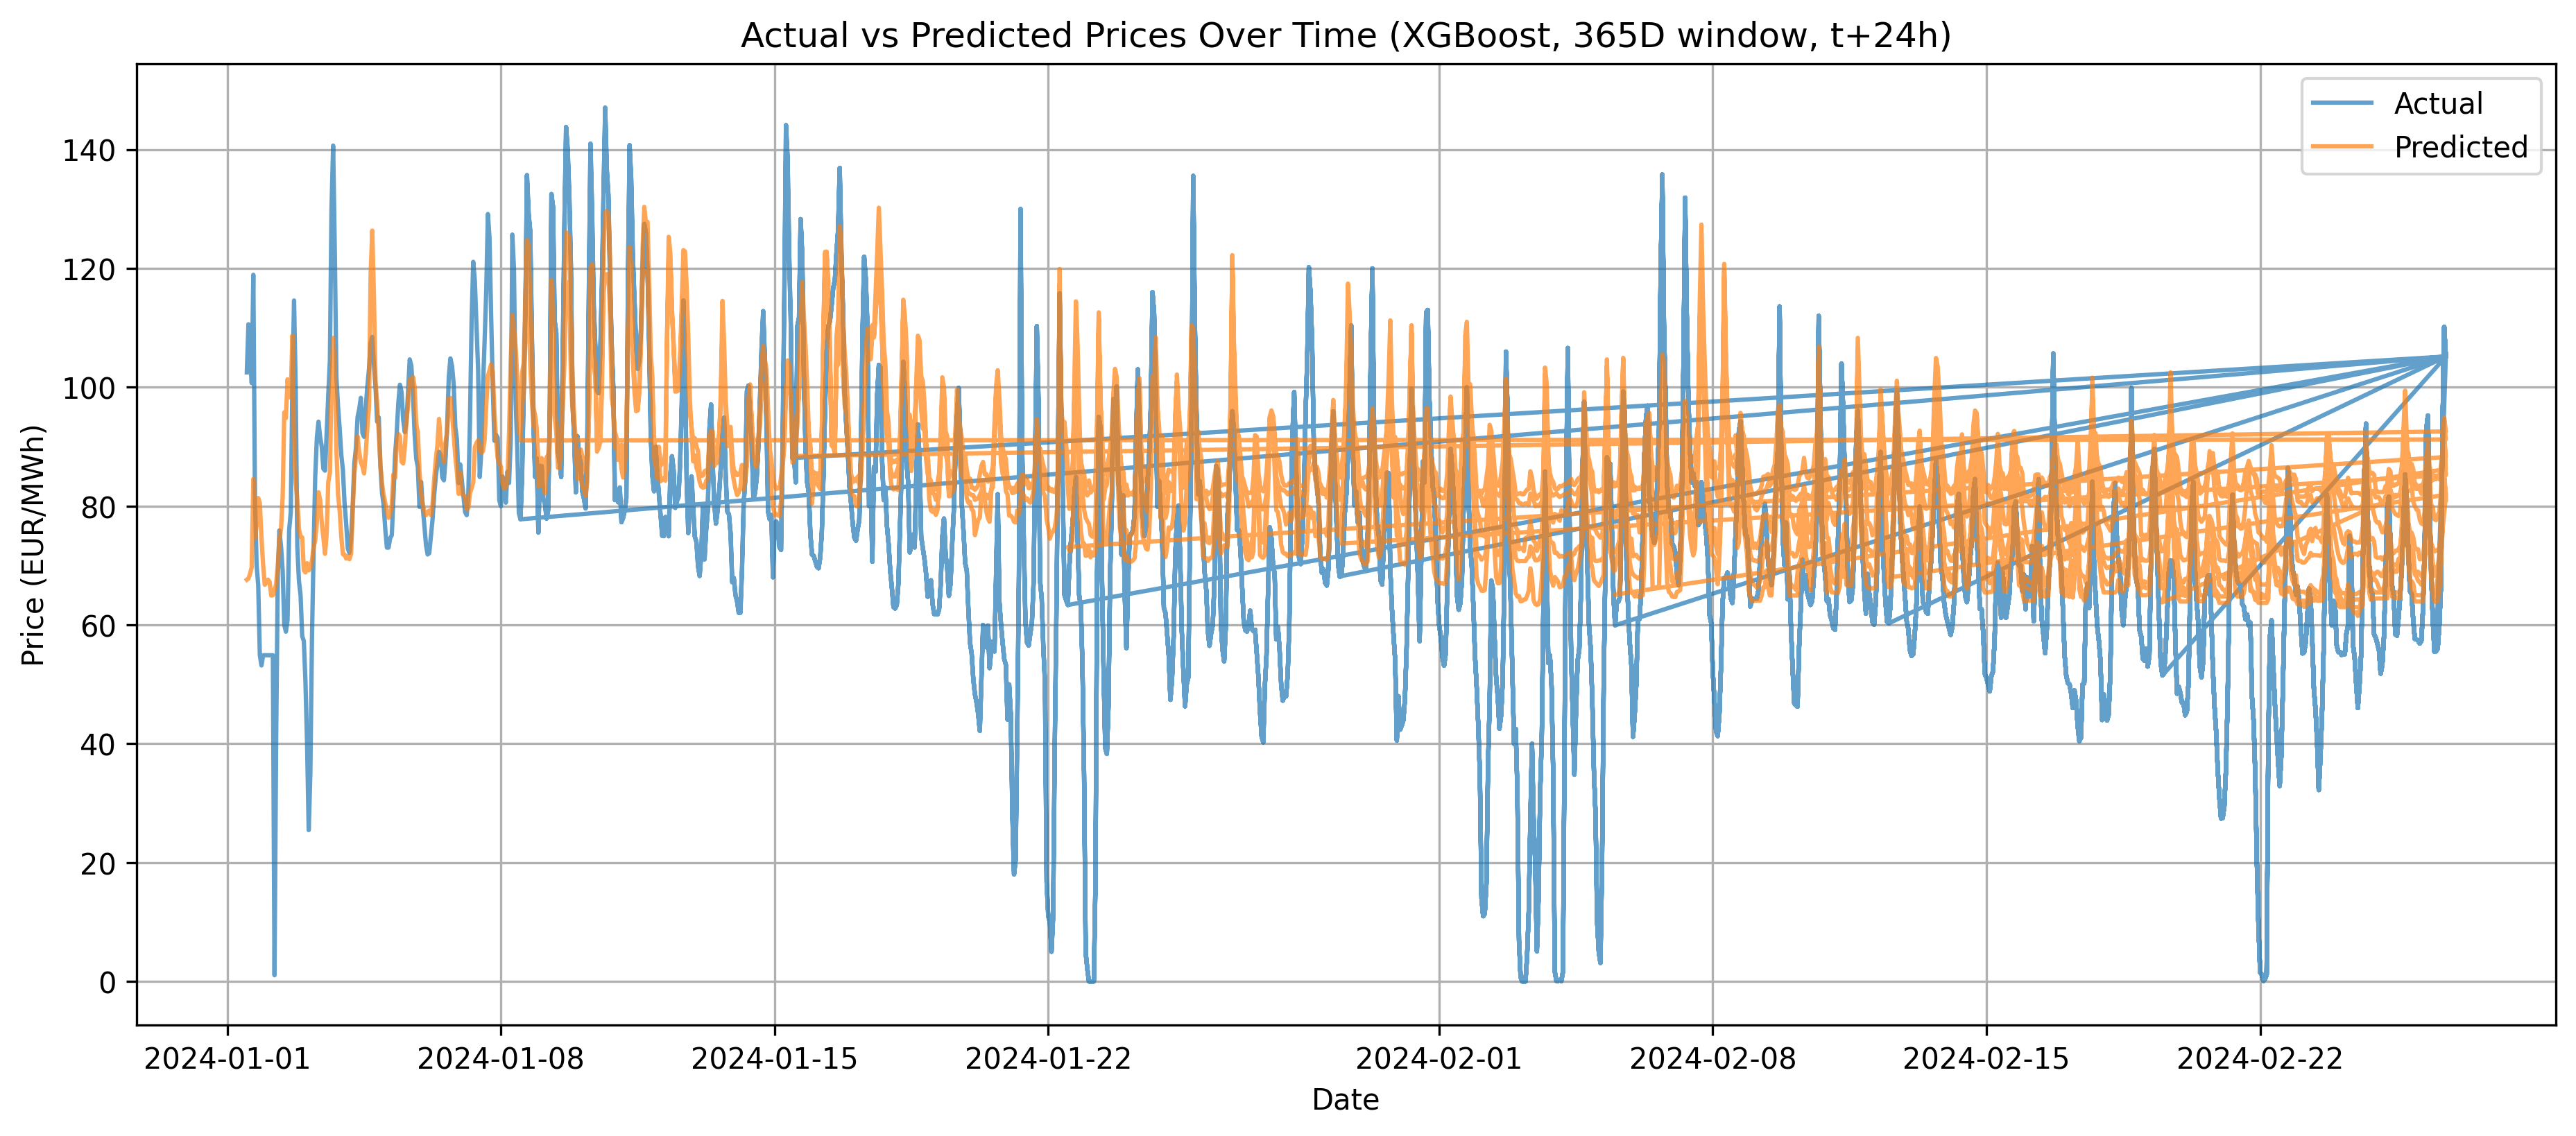 Actual vs Predicted Prices Over Time (XGBoost, 365D window, t+24h)
Actual
Predicted
Price (EUR/MWh)
140
120
100
80
60
40
20
0
2024-01-01 2024-01-08 2024-01-15 2024-01-22 2024-02-01 2024-02-08 2024-02-15 2024-02-22
Date